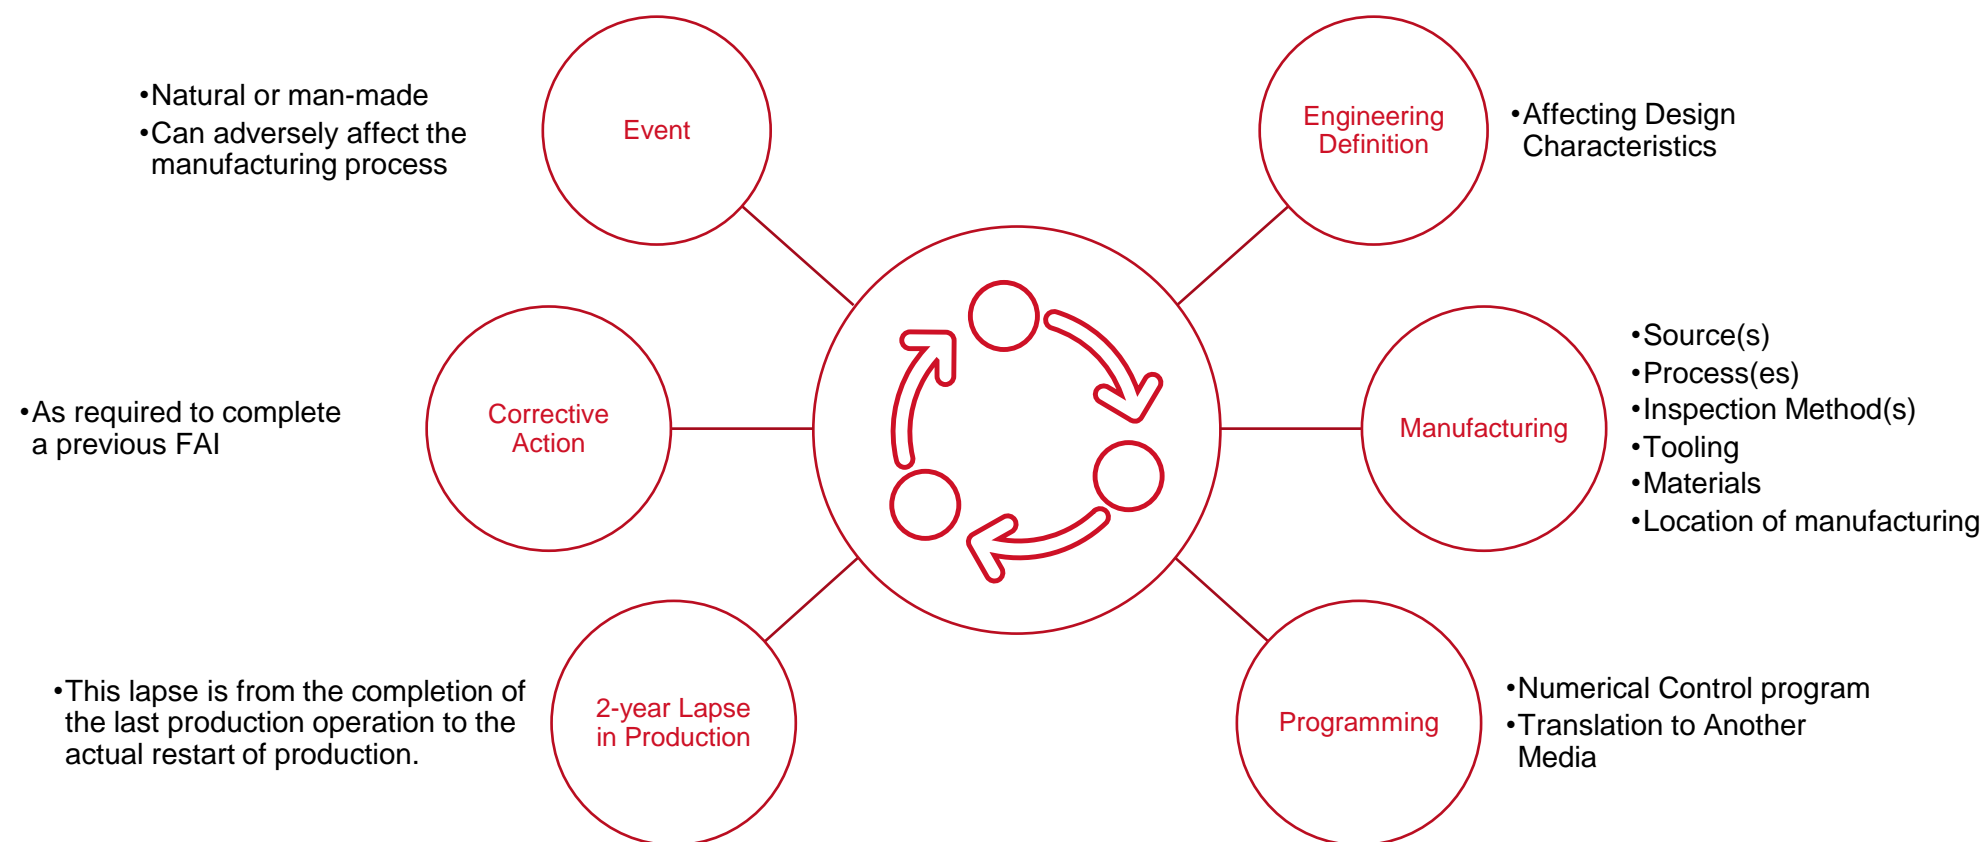 •Natural or man-made
•Can adversely affect the
manufacturing process
Event
Engineering
Definition
•Affecting Design
Characteristics
•As required to complete
a previous FAI
Corrective
Action
Manufacturing
•Source(s)
•Process(es)
•Inspection Method(s)
•Tooling
•Materials
•Location of manufacturing
•This lapse is from the completion of
the last production operation to the
actual restart of production.
2-year Lapse
in Production
Programming
•Numerical Control program
•Translation to Another
Media